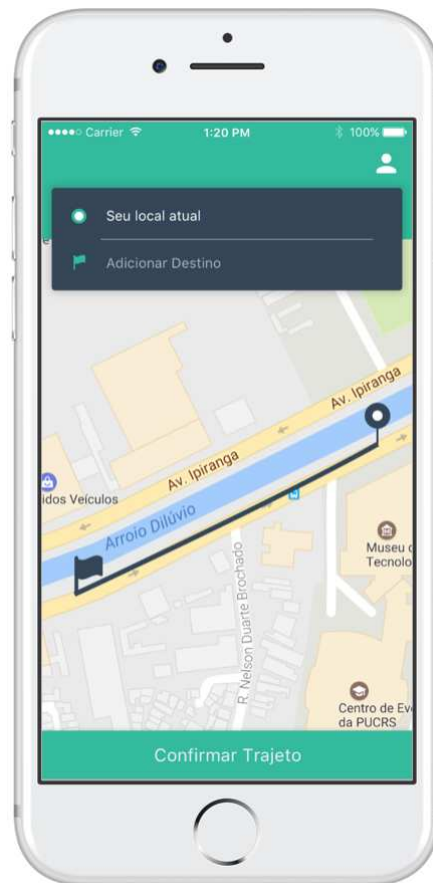 Carrier
1:20 PM
100%
Seu local atual
Adicionar Destino
Av. Ipiranga
Av. Ipiranga
idos Veículos
Arroio Dilúvio
R. Nelson Duarte Brochado
Museu
Tecnolo
Centro de Eve
da PUCRS
Confirmar Trajeto